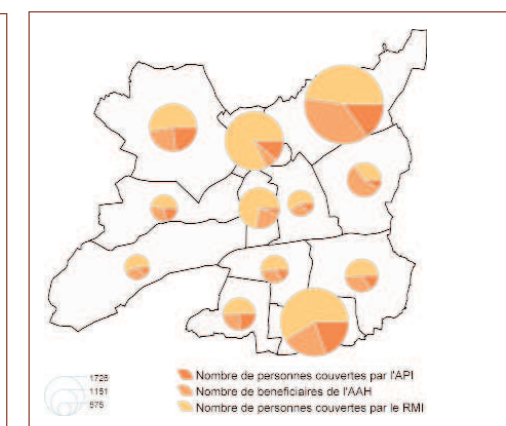 1726
1151
575
Nombre de personnes couvertes par l'API
Nombre de beneficiaires de l'AAH
Nombre de personnes couvertes par le RMI